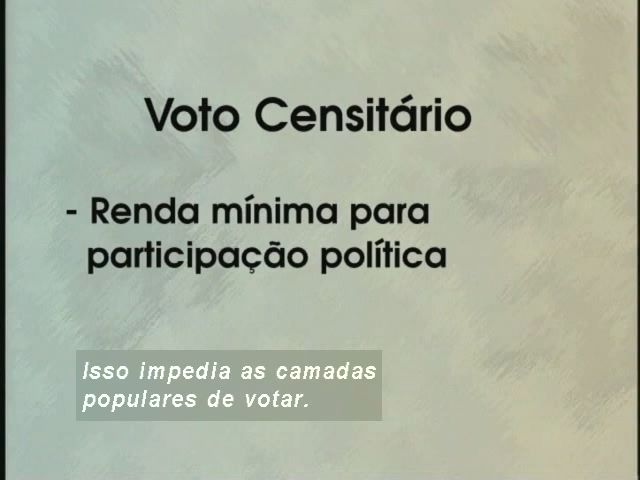 Voto Censitário
- Renda mínima para
participação política
Isso impedia as camadas
populares de votar.